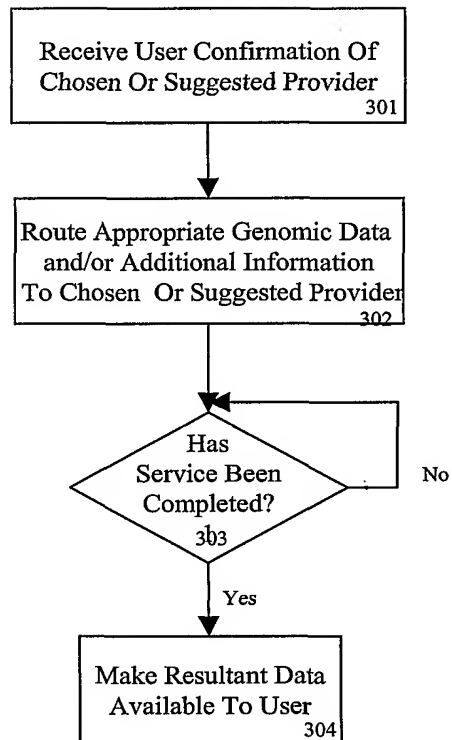 Receive User Confirmation Of
Chosen Or Suggested Provider
301
Route Appropriate Genomic Data
and/or Additional Information
To Chosen Or Suggested Provider
302
Has
Service Been
Completed?
303
No
Yes
Make Resultant Data
Available To User
304